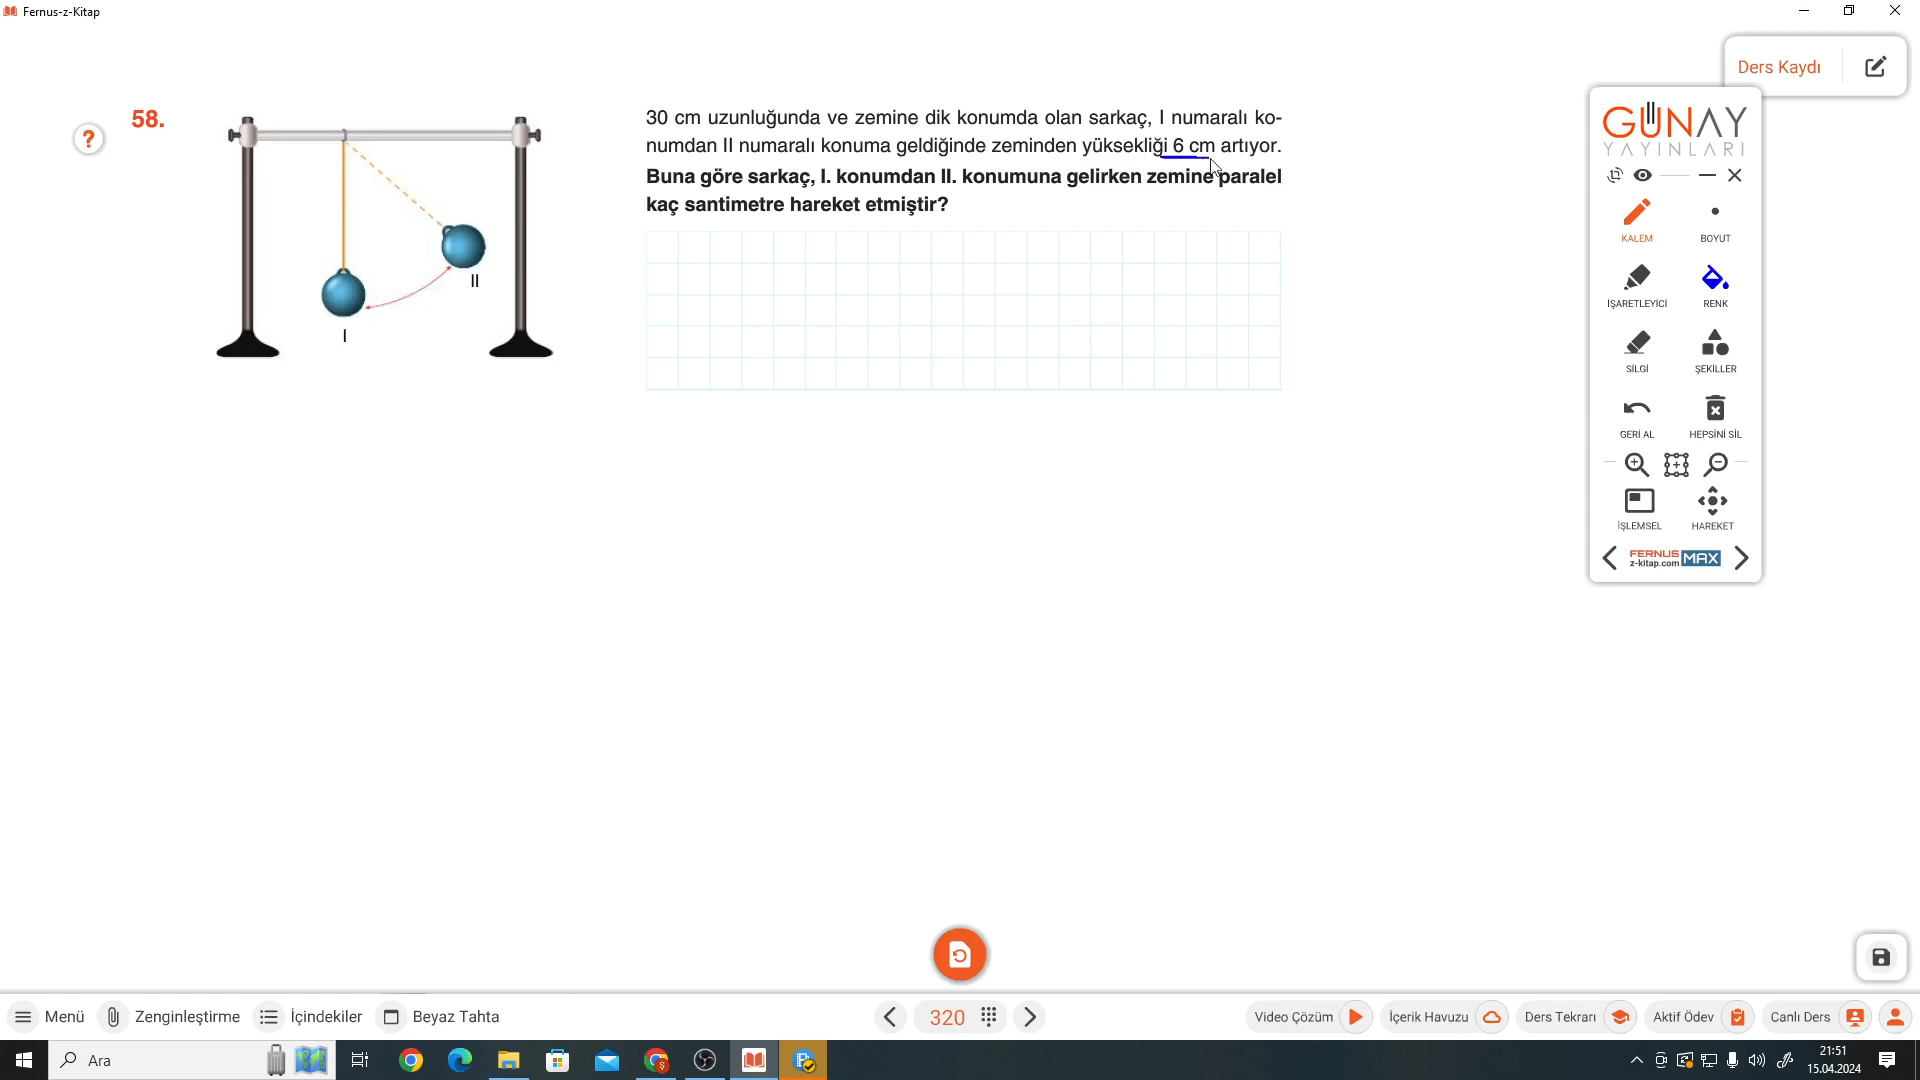 Fernus-z-Kitap
Ders Kaydı
58.
?
I
II
30 cm uzunluğunda ve zemine dik konumda olan sarkaç, I numaralı ko-
numdan II numaralı konuma geldiğinde zeminden yüksekliği 6 cm artıyor.
Buna göre sarkaç, I. konumdan II. konumuna gelirken zemine paralel
kaç santimetre hareket etmiştir?
GÜNAY
YAYINLARI
KALEM
BOYUT
İŞARETLEYİCİ
RENK
SİLGİ
ŞEKİLLER
GERİ AL
HEPSİNİ SİL
İŞLEMSEL
HAREKET
FERNUS
z-kitap.com
MAX
Menü
Zenginleştirme
İçindekiler
Beyaz Tahta
320
Video Çözüm
İçerik Havuzu
Ders Tekrarı
Aktif Ödev
Canlı Ders
Ara
21:51
15.04.2024